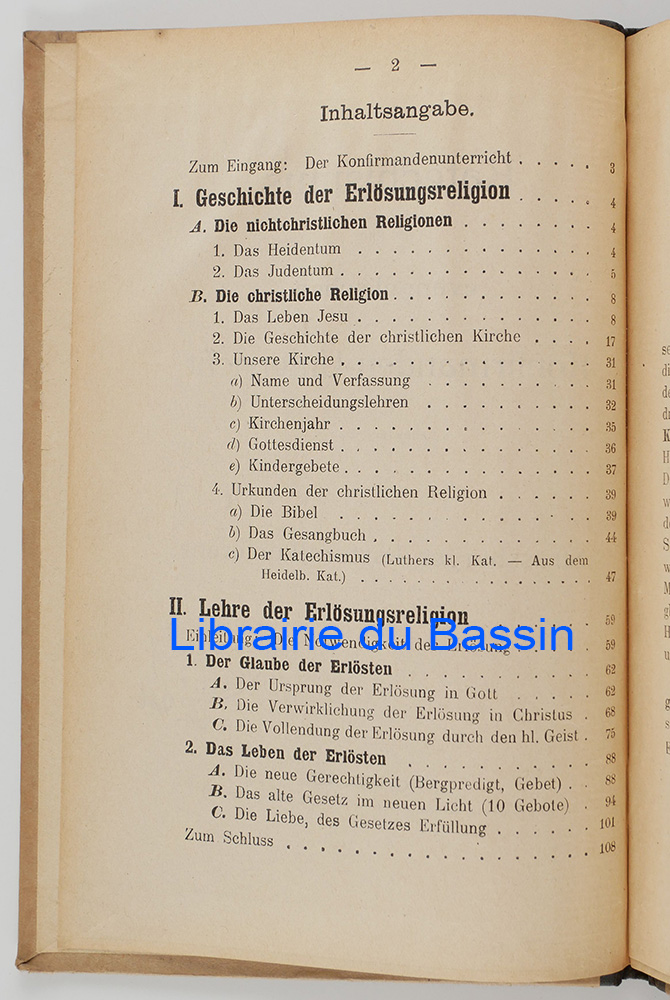 — 2 —
Inhaltsangabe.
Zum Eingang: Der Konfirmandenunterricht . . . . . 3
I. Geschichte der Erlösungsreligion . . . . . 4
A. Die nichtchristlichen Religionen . . . . . . . . 4
1. Das Heidentum . . . . . . . . . . . . . 4
2. Das Judentum . . . . . . . . . . . . . . 5
B. Die christliche Religion . . . . . . . . . . . 8
1. Das Leben Jesu . . . . . . . . . . . . . 8
2. Die Geschichte der christlichen Kirche . . . . 17
3. Unsere Kirche . . . . . . . . . . . . . . 31
a) Name und Verfassung . . . . . . . . . 31
b) Unterscheidungslehren . . . . . . . . . 32
c) Kirchenjahr . . . . . . . . . . . . . . 35
d) Gottesdienst . . . . . . . . . . . . . . 36
e) Kindergebete . . . . . . . . . . . . . . 37
4. Urkunden der christlichen Religion . . . . . . 39
a) Die Bibel . . . . . . . . . . . . . . 39
b) Das Gesangbuch . . . . . . . . . . . . 44
c) Der Katechismus (Luthers kl. Kat. — Aus dem
Heidelb. Kat.) . . . . . . . . . . . . . . 47
II. Lehre der Erlösungsreligion . . . . . . . 59
Einleitung: Die Notwendigkeit der Erlösung . . . . 59
Librairie du Bassin
1. Der Glaube der Erlösten . . . . . . . . . . 62
A. Der Ursprung der Erlösung in Gott . . . . . 62
B. Die Verwirklichung der Erlösung in Christus . 68
C. Die Vollendung der Erlösung durch den hl. Geist . 75
2. Das Leben der Erlösten . . . . . . . . . . 88
A. Die neue Gerechtigkeit (Bergpredigt, Gebet) . . 88
B. Das alte Gesetz im neuen Licht (10 Gebote) . 94
C. Die Liebe, des Gesetzes Erfüllung . . . . . . 101
Zum Schluss . . . . . . . . . . . . . . . . 108